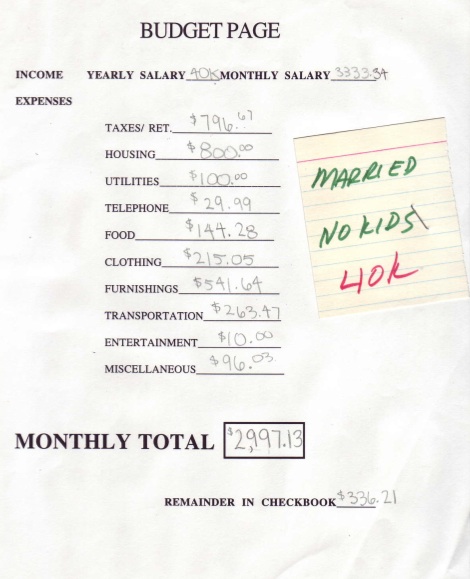 BUDGET PAGE
INCOME YEARLY SALARY 40K MONTHLY SALARY 3333.34
EXPENSES
TAXES/ RET. $796.67
HOUSING $800.00
UTILITIES $100.00
TELEPHONE $29.99
FOOD $144.28
CLOTHING $215.05
FURNISHINGS $541.64
TRANSPORTATION $263.47
ENTERTAINMENT $10.00
MISCELLANEOUS $96.03
MARRIED
NO KIDS
40K
MONTHLY TOTAL $2,997.13
REMAINDER IN CHECKBOOK $336.21